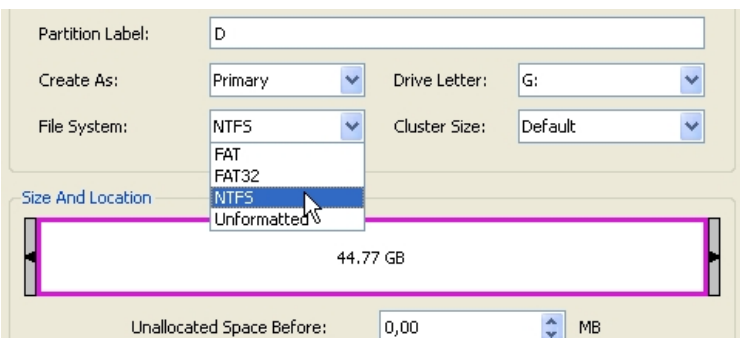 Partition Label: D
Create As: Primary Drive Letter: G:
File System: NTFS Cluster Size: Default
FAT
FAT32
NTFS
Unformatted
Size And Location
44.77 GB
Unallocated Space Before: 0,00 MB